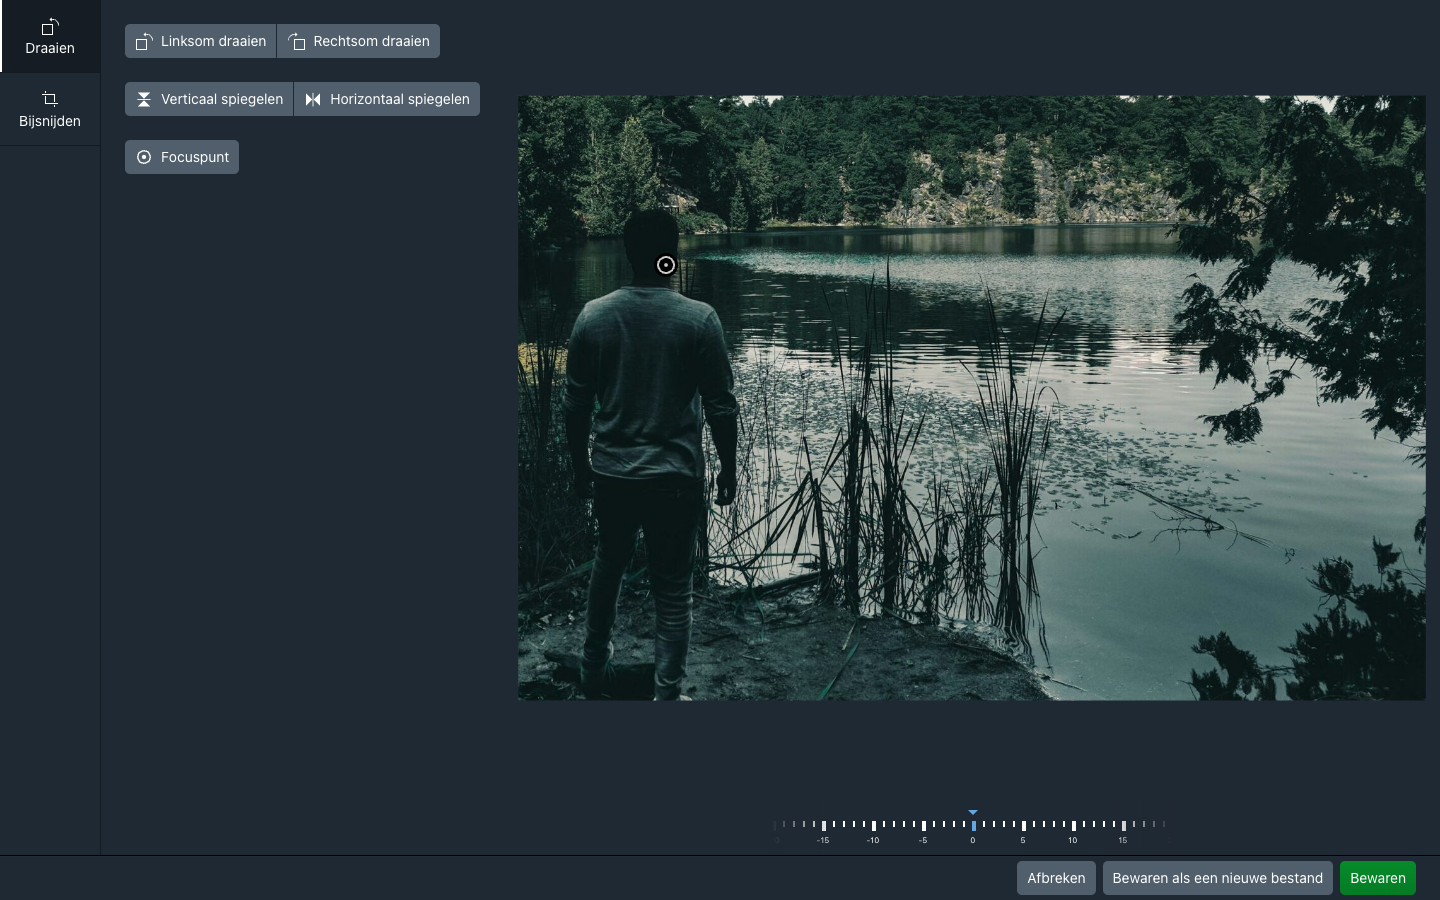 Draaien
Bijsnijden
Linksom draaien
Rechtsom draaien
Verticaal spiegelen
Horizontaal spiegelen
Focuspunt
-15 -10 -5 0 5 10 15
Afbreken
Bewaren als een nieuwe bestand
Bewaren